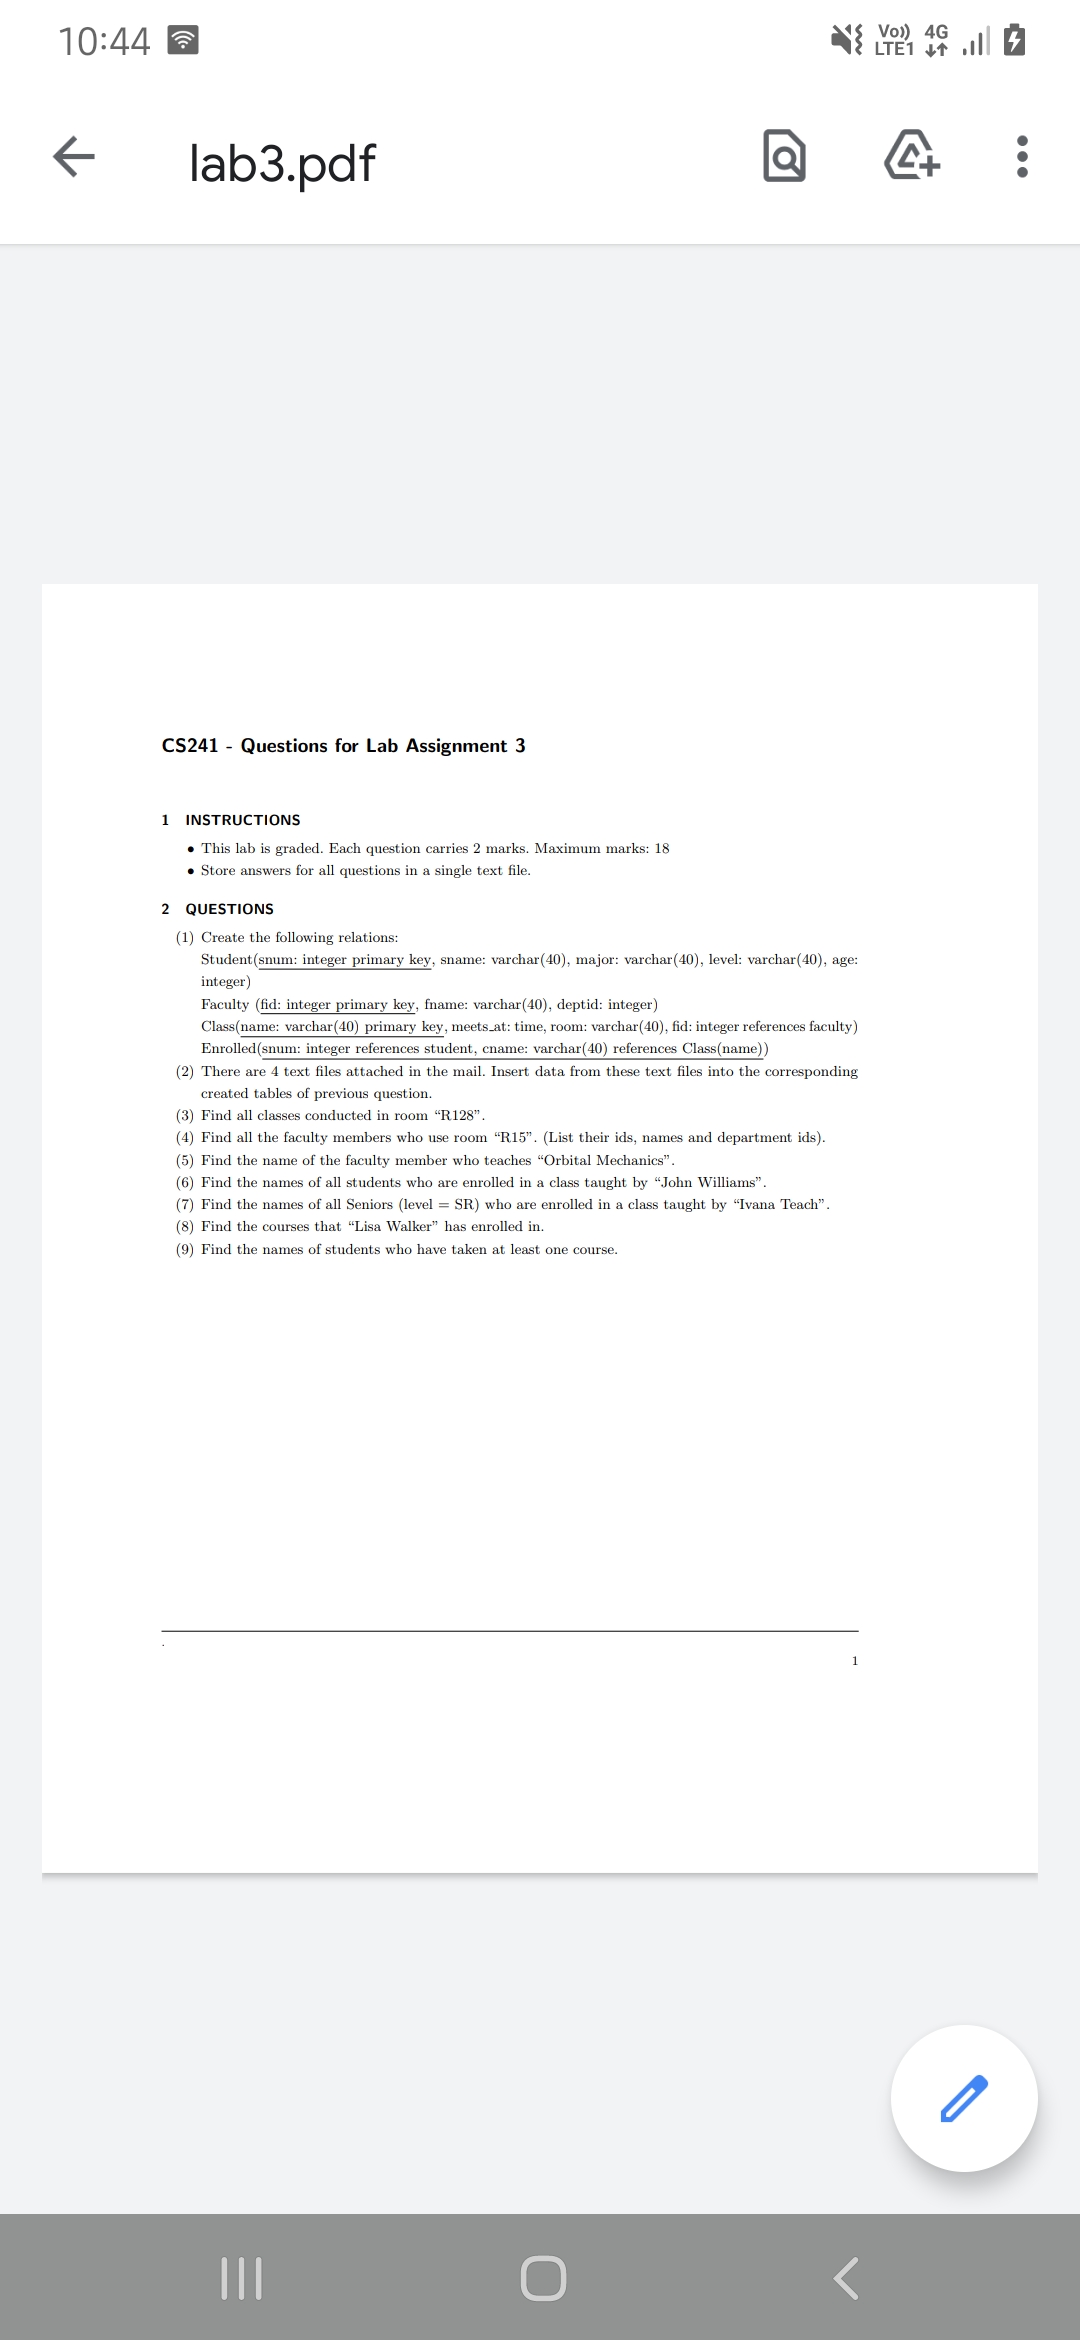 10:44
Vo)) 4G
LTE1
lab3.pdf
CS241 - Questions for Lab Assignment 3
1 INSTRUCTIONS
• This lab is graded. Each question carries 2 marks. Maximum marks: 18
• Store answers for all questions in a single text file.
2 QUESTIONS
(1) Create the following relations:
Student(snum: integer primary key, sname: varchar(40), major: varchar(40), level: varchar(40), age:
integer)
Faculty (fid: integer primary key, fname: varchar(40), deptid: integer)
Class(name: varchar(40) primary key, meets_at: time, room: varchar(40), fid: integer references faculty)
Enrolled(snum: integer references student, cname: varchar(40) references Class(name))
(2) There are 4 text files attached in the mail. Insert data from these text files into the corresponding
created tables of previous question.
(3) Find all classes conducted in room “R128”.
(4) Find all the faculty members who use room “R15”. (List their ids, names and department ids).
(5) Find the name of the faculty member who teaches “Orbital Mechanics”.
(6) Find the names of all students who are enrolled in a class taught by “John Williams”.
(7) Find the names of all Seniors (level = SR) who are enrolled in a class taught by “Ivana Teach”.
(8) Find the courses that “Lisa Walker” has enrolled in.
(9) Find the names of students who have taken at least one course.
.
1